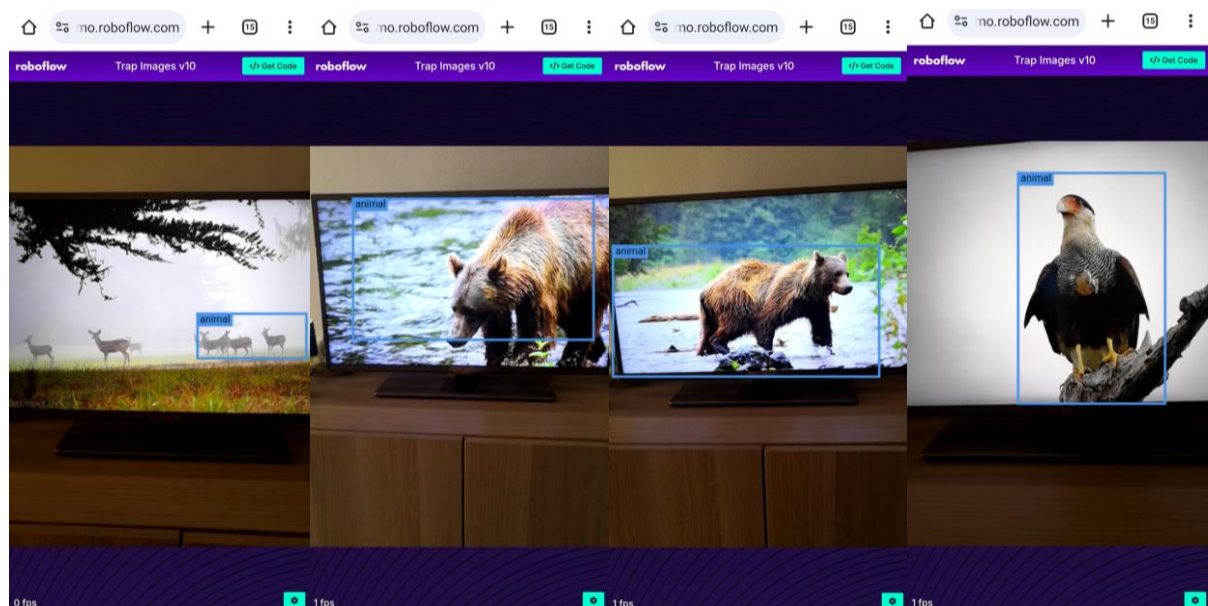 mo.roboflow.com 15
roboflow Trap Images v10 </> Get Code
animal
0 fps
mo.roboflow.com 15
roboflow Trap Images v10 </> Get Code
animal
1 fps
mo.roboflow.com 15
roboflow Trap Images v10 </> Get Code
animal
1 fps
mo.roboflow.com 15
roboflow Trap Images v10 </> Get Code
animal
1 fps